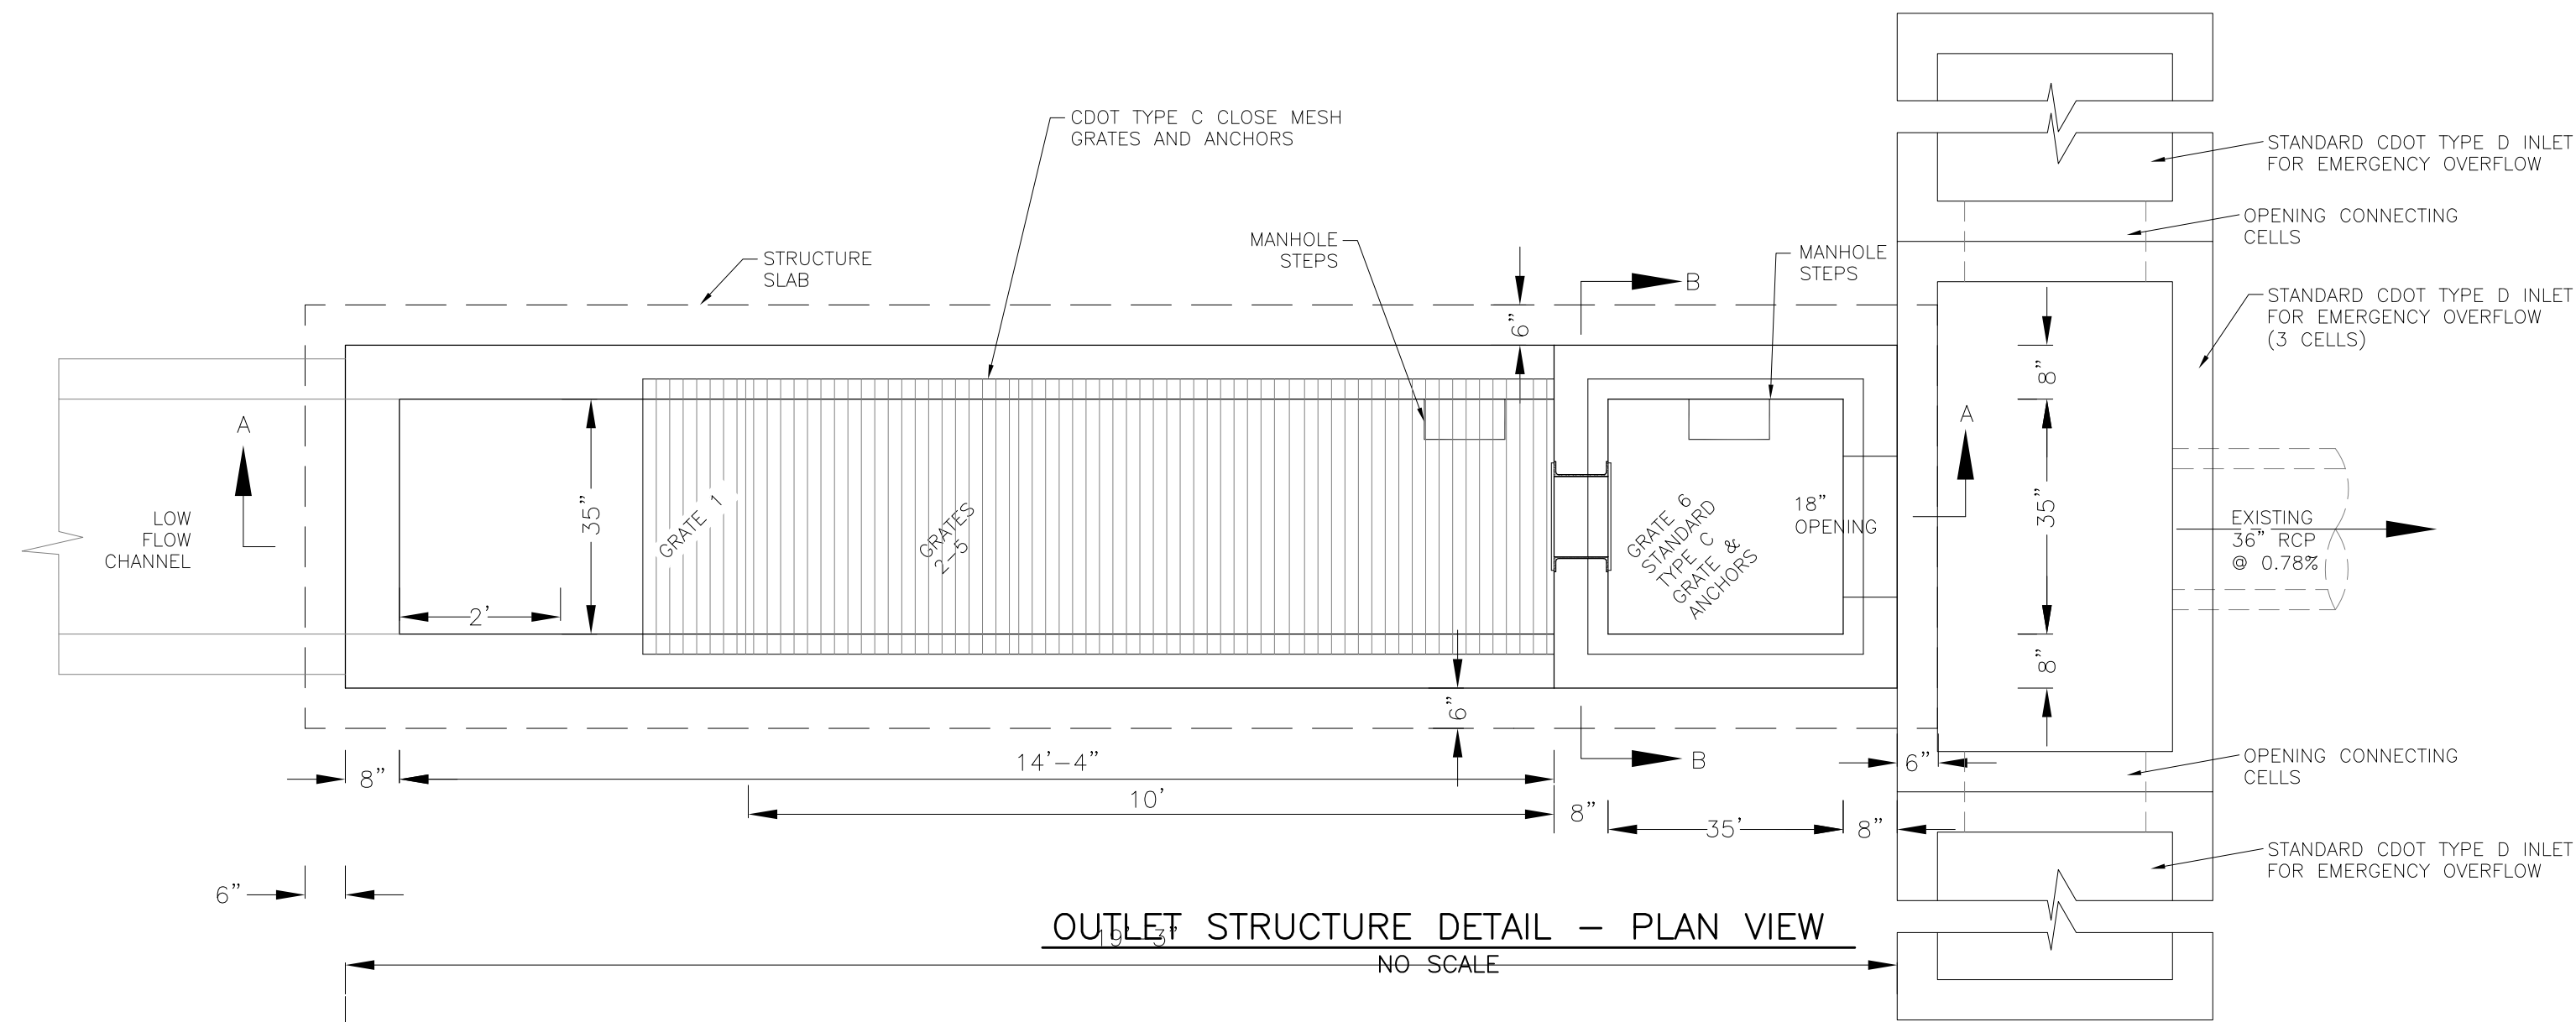 CDOT TYPE C CLOSE MESH
GRATES AND ANCHORS
STANDARD CDOT TYPE D INLET
FOR EMERGENCY OVERFLOW
OPENING CONNECTING
CELLS
MANHOLE
STEPS
MANHOLE
STEPS
STRUCTURE
SLAB
B
6"
STANDARD CDOT TYPE D INLET
FOR EMERGENCY OVERFLOW
(3 CELLS)
8"
A
A
LOW
FLOW
CHANNEL
35"
GRATE 1
GRATES
2-5
GRATE 6
STANDARD
TYPE C
GRATE &
ANCHORS
18"
OPENING
35"
EXISTING
36" RCP
@ 0.78%
2'
8"
6"
B
14'-4"
8"
6"
OPENING CONNECTING
CELLS
10'
8"
35'
8"
STANDARD CDOT TYPE D INLET
FOR EMERGENCY OVERFLOW
6"
OUTLET STRUCTURE DETAIL - PLAN VIEW
19'-3"
NO SCALE